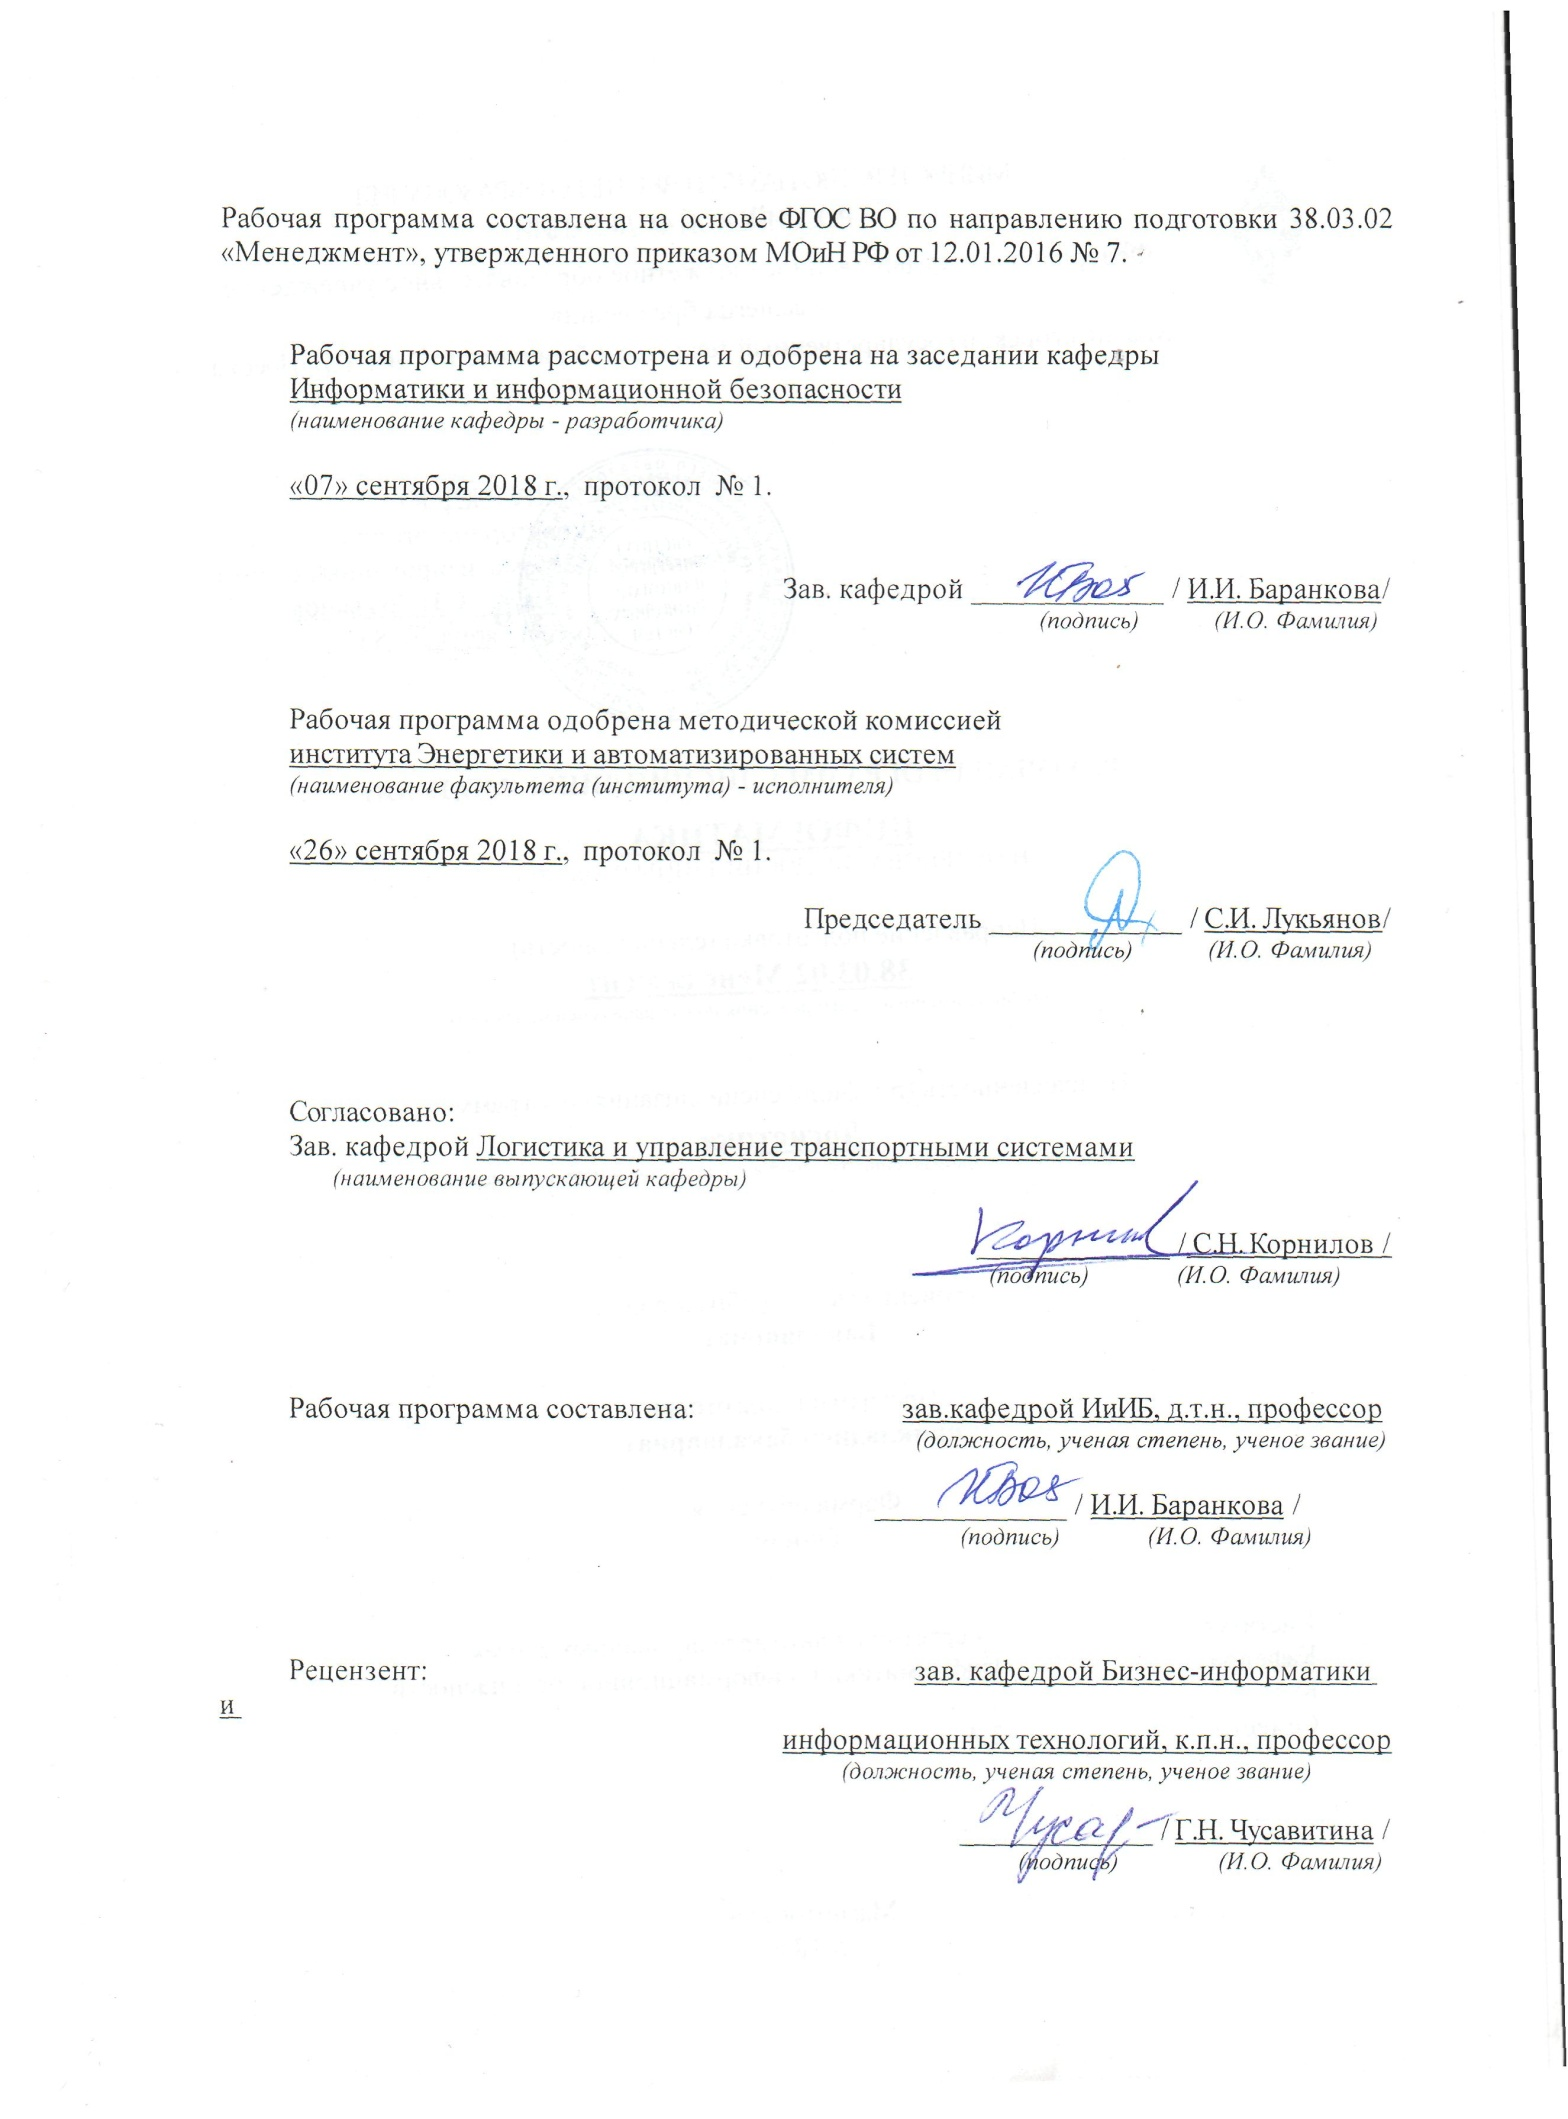 Рабочая программа составлена на основе ФГОС ВО по направлению подготовки 38.03.02
«Менеджмент», утвержденного приказом МОиН РФ от 12.01.2016 № 7.
Рабочая программа рассмотрена и одобрена на заседании кафедры
Информатики и информационной безопасности
(наименование кафедры - разработчика)
«07» сентября 2018 г., протокол № 1.
Зав. кафедрой / И.И. Баранкова/
(подпись) (И.О. Фамилия)
Рабочая программа одобрена методической комиссией
института Энергетики и автоматизированных систем
(наименование факультета (института) - исполнителя)
«26» сентября 2018 г., протокол № 1.
Председатель / С.И. Лукьянов/
(подпись) (И.О. Фамилия)
Согласовано:
Зав. кафедрой Логистика и управление транспортными системами
(наименование выпускающей кафедры)
/ С.Н. Корнилов /
(подпись) (И.О. Фамилия)
Рабочая программа составлена: зав.кафедрой ИиИБ, д.т.н., профессор
(должность, ученая степень, ученое звание)
/ И.И. Баранкова /
(подпись) (И.О. Фамилия)
Рецензент: зав. кафедрой Бизнес-информатики
и
информационных технологий, к.п.н., профессор
(должность, ученая степень, ученое звание)
/ Г.Н. Чусавитина /
(подпись) (И.О. Фамилия)